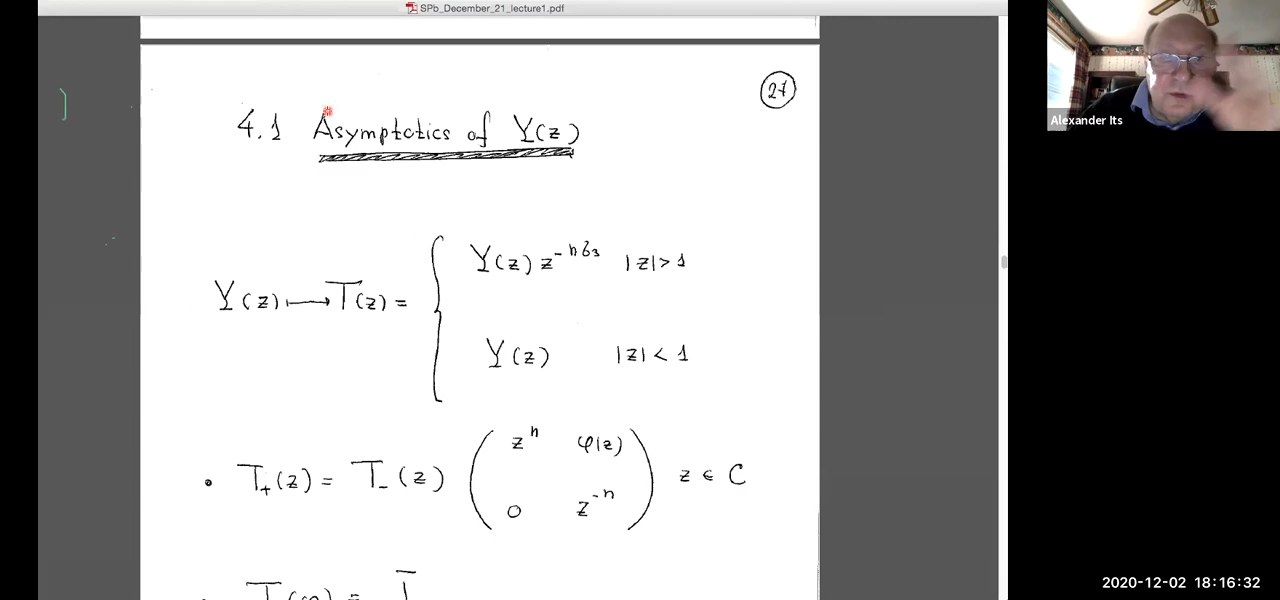 SPb_December_21_lecture1.pdf
27
4.1 Asymptotics of Y(z)
Y(z) z^{-nσ₃} |z|>1
Y(z) ⟼ T(z) = {
Y(z) |z|<1
• T₊(z) = T₋(z) ( z^n φ(z) ; 0 z^{-n} ) z ∈ C
Alexander Its
2020-12-02 18:16:32